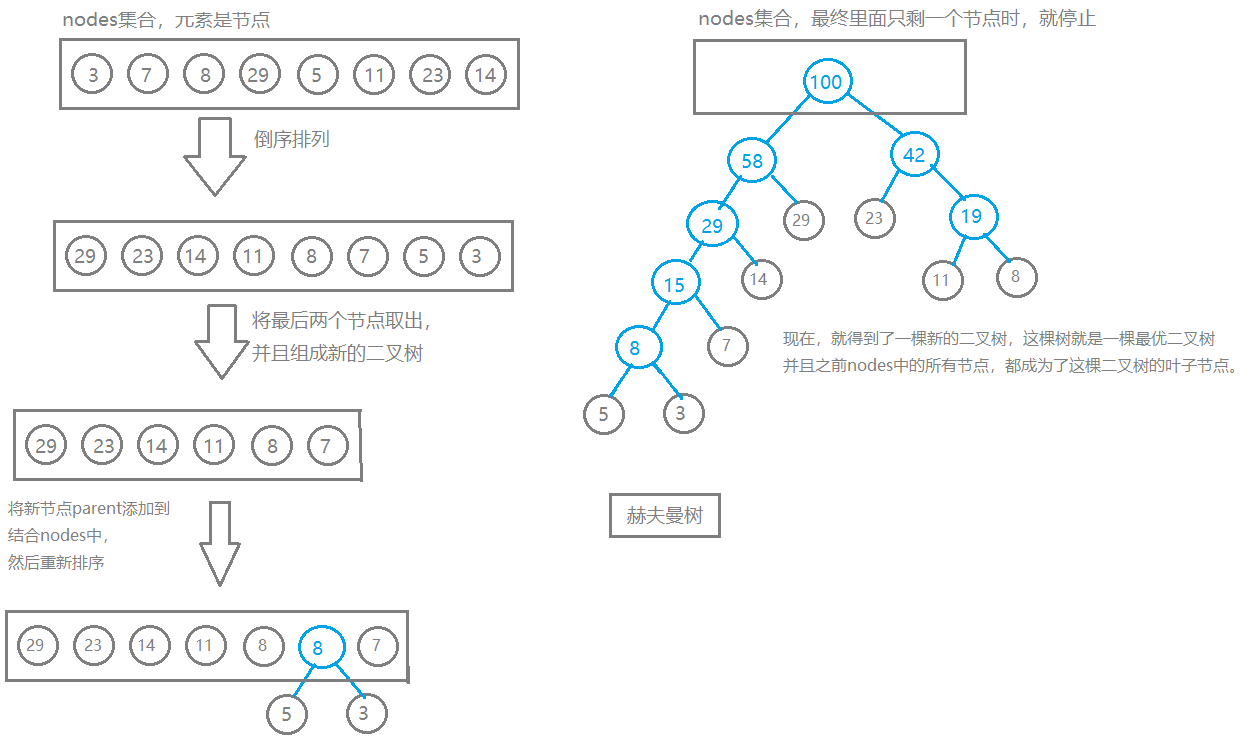 nodes集合，元素是节点
3 7 8 29 5 11 23 14
倒序排列
29 23 14 11 8 7 5 3
将最后两个节点取出，
并且组成新的二叉树
29 23 14 11 8 7
将新节点parent添加到
结合nodes中，
然后重新排序
29 23 14 11 8 8 7
5 3
nodes集合，最终里面只剩一个节点时，就停止
100
58 42
29 29 23 19
15 14 11 8
8 7
5 3
现在，就得到了一棵新的二叉树，这棵树就是一棵最优二叉树
并且之前nodes中的所有节点，都成为了这棵二叉树的叶子节点。
赫夫曼树